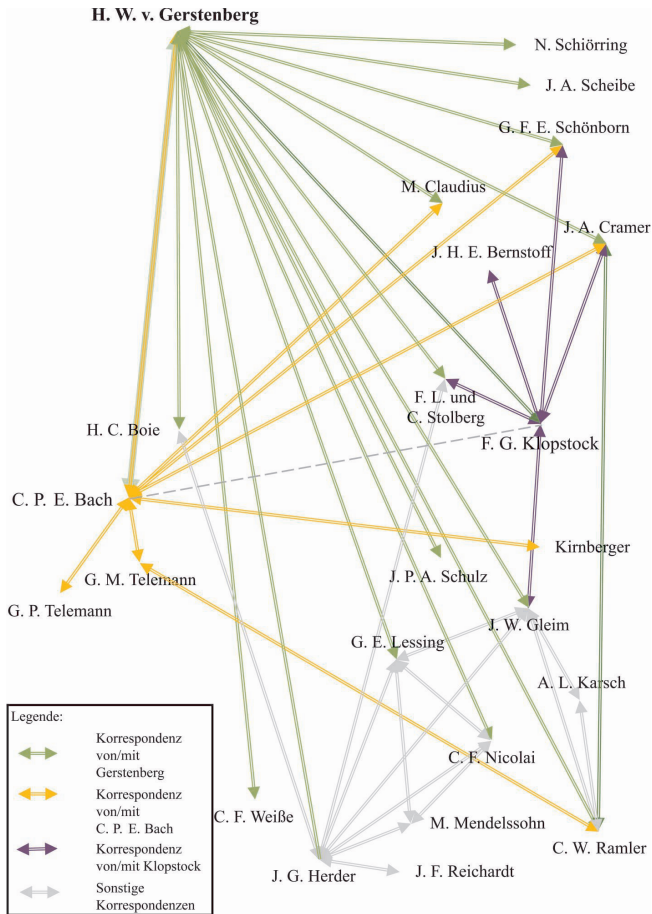 H. W. v. Gerstenberg
N. Schiörring
J. A. Scheibe
G. F. E. Schönborn
M. Claudius
J. A. Cramer
J. H. E. Bernstoff
F. L. und
C. Stolberg
H. C. Boie
F. G. Klopstock
C. P. E. Bach
Kirnberger
G. M. Telemann
J. P. A. Schulz
G. P. Telemann
J. W. Gleim
G. E. Lessing
A. L. Karsch
C. F. Nicolai
C. F. Weiße
M. Mendelssohn
C. W. Ramler
J. G. Herder
J. F. Reichardt
Legende:
Korrespondenz
von/mit
Gerstenberg
Korrespondenz
von/mit
C. P. E. Bach
Korrespondenz
von/mit Klopstock
Sonstige
Korrespondenzen